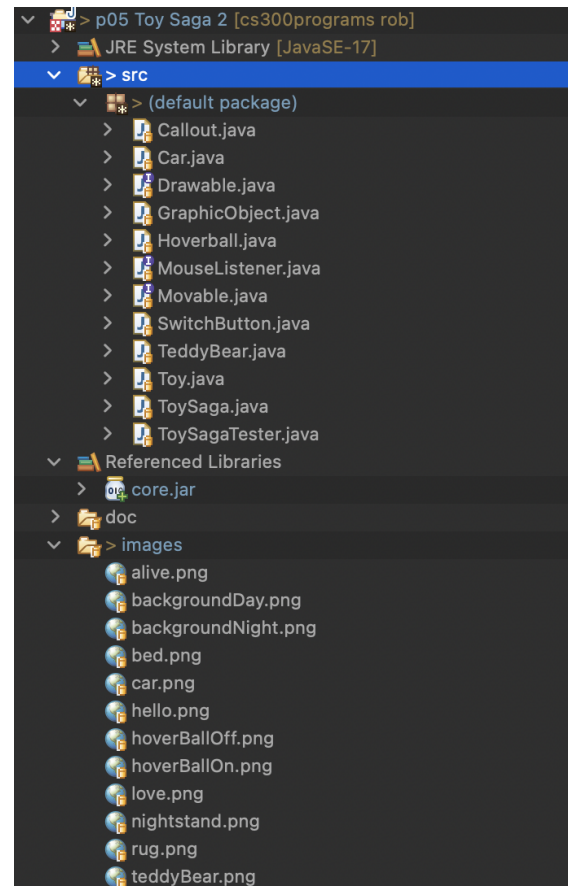 > p05 Toy Saga 2 [cs300programs rob]
JRE System Library [JavaSE-17]
> src
> (default package)
Callout.java
Car.java
Drawable.java
GraphicObject.java
Hoverball.java
MouseListener.java
Movable.java
SwitchButton.java
TeddyBear.java
Toy.java
ToySaga.java
ToySagaTester.java
Referenced Libraries
core.jar
doc
> images
alive.png
backgroundDay.png
backgroundNight.png
bed.png
car.png
hello.png
hoverBallOff.png
hoverBallOn.png
love.png
nightstand.png
rug.png
teddyBear.png